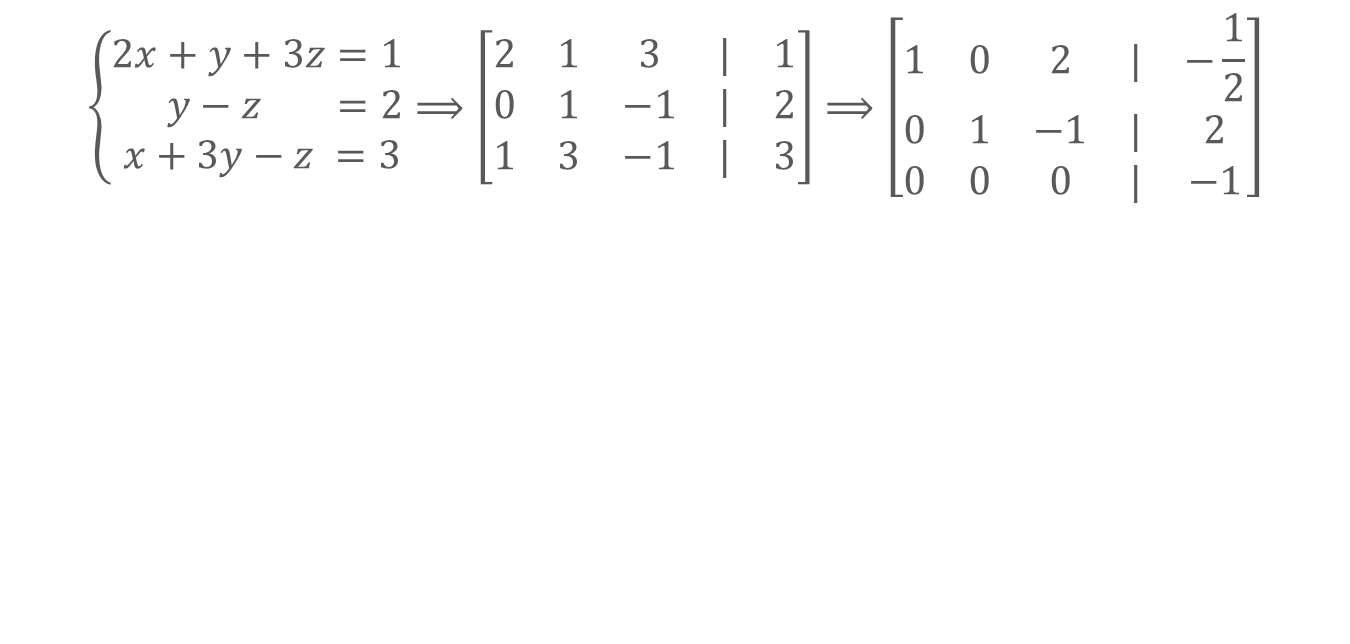 2x + y + 3z = 1 ⟹ [2 1 3 | 1] ⟹ [1 0 2 | −1/2]
y − z = 2 [0 1 −1 | 2] [0 1 −1 | 2]
x + 3y − z = 3 [1 3 −1 | 3] [0 0 0 | −1]